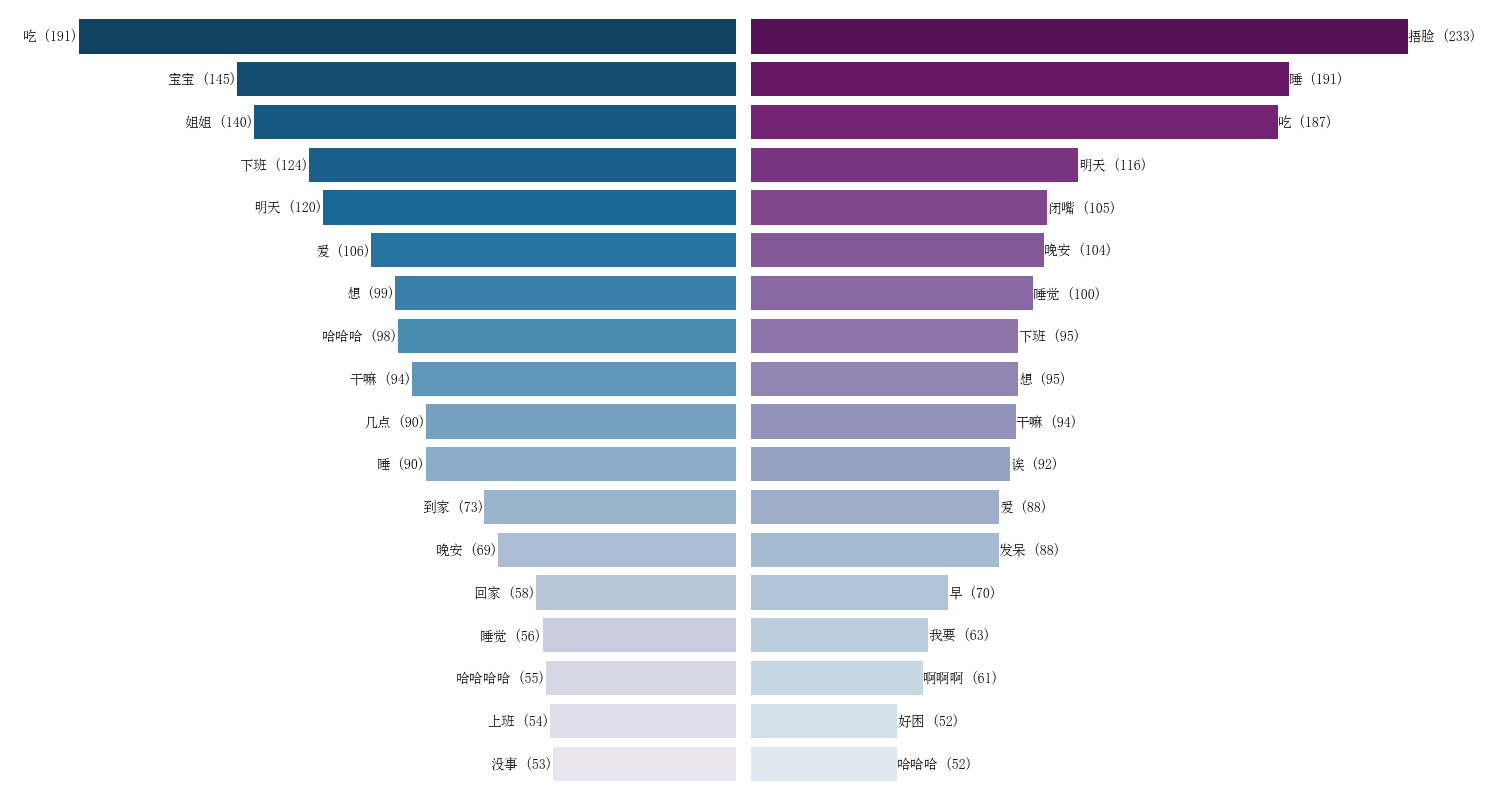 吃 (191) 捂脸 (233)
宝宝 (145) 睡 (191)
姐姐 (140) 吃 (187)
下班 (124) 明天 (116)
明天 (120) 闭嘴 (105)
爱 (106) 晚安 (104)
想 (99) 睡觉 (100)
哈哈哈 (98) 下班 (95)
干嘛 (94) 想 (95)
几点 (90) 干嘛 (94)
睡 (90) 诶 (92)
到家 (73) 爱 (88)
晚安 (69) 发呆 (88)
回家 (58) 早 (70)
睡觉 (56) 我要 (63)
哈哈哈哈 (55) 啊啊啊 (61)
上班 (54) 好困 (52)
没事 (53) 哈哈哈 (52)